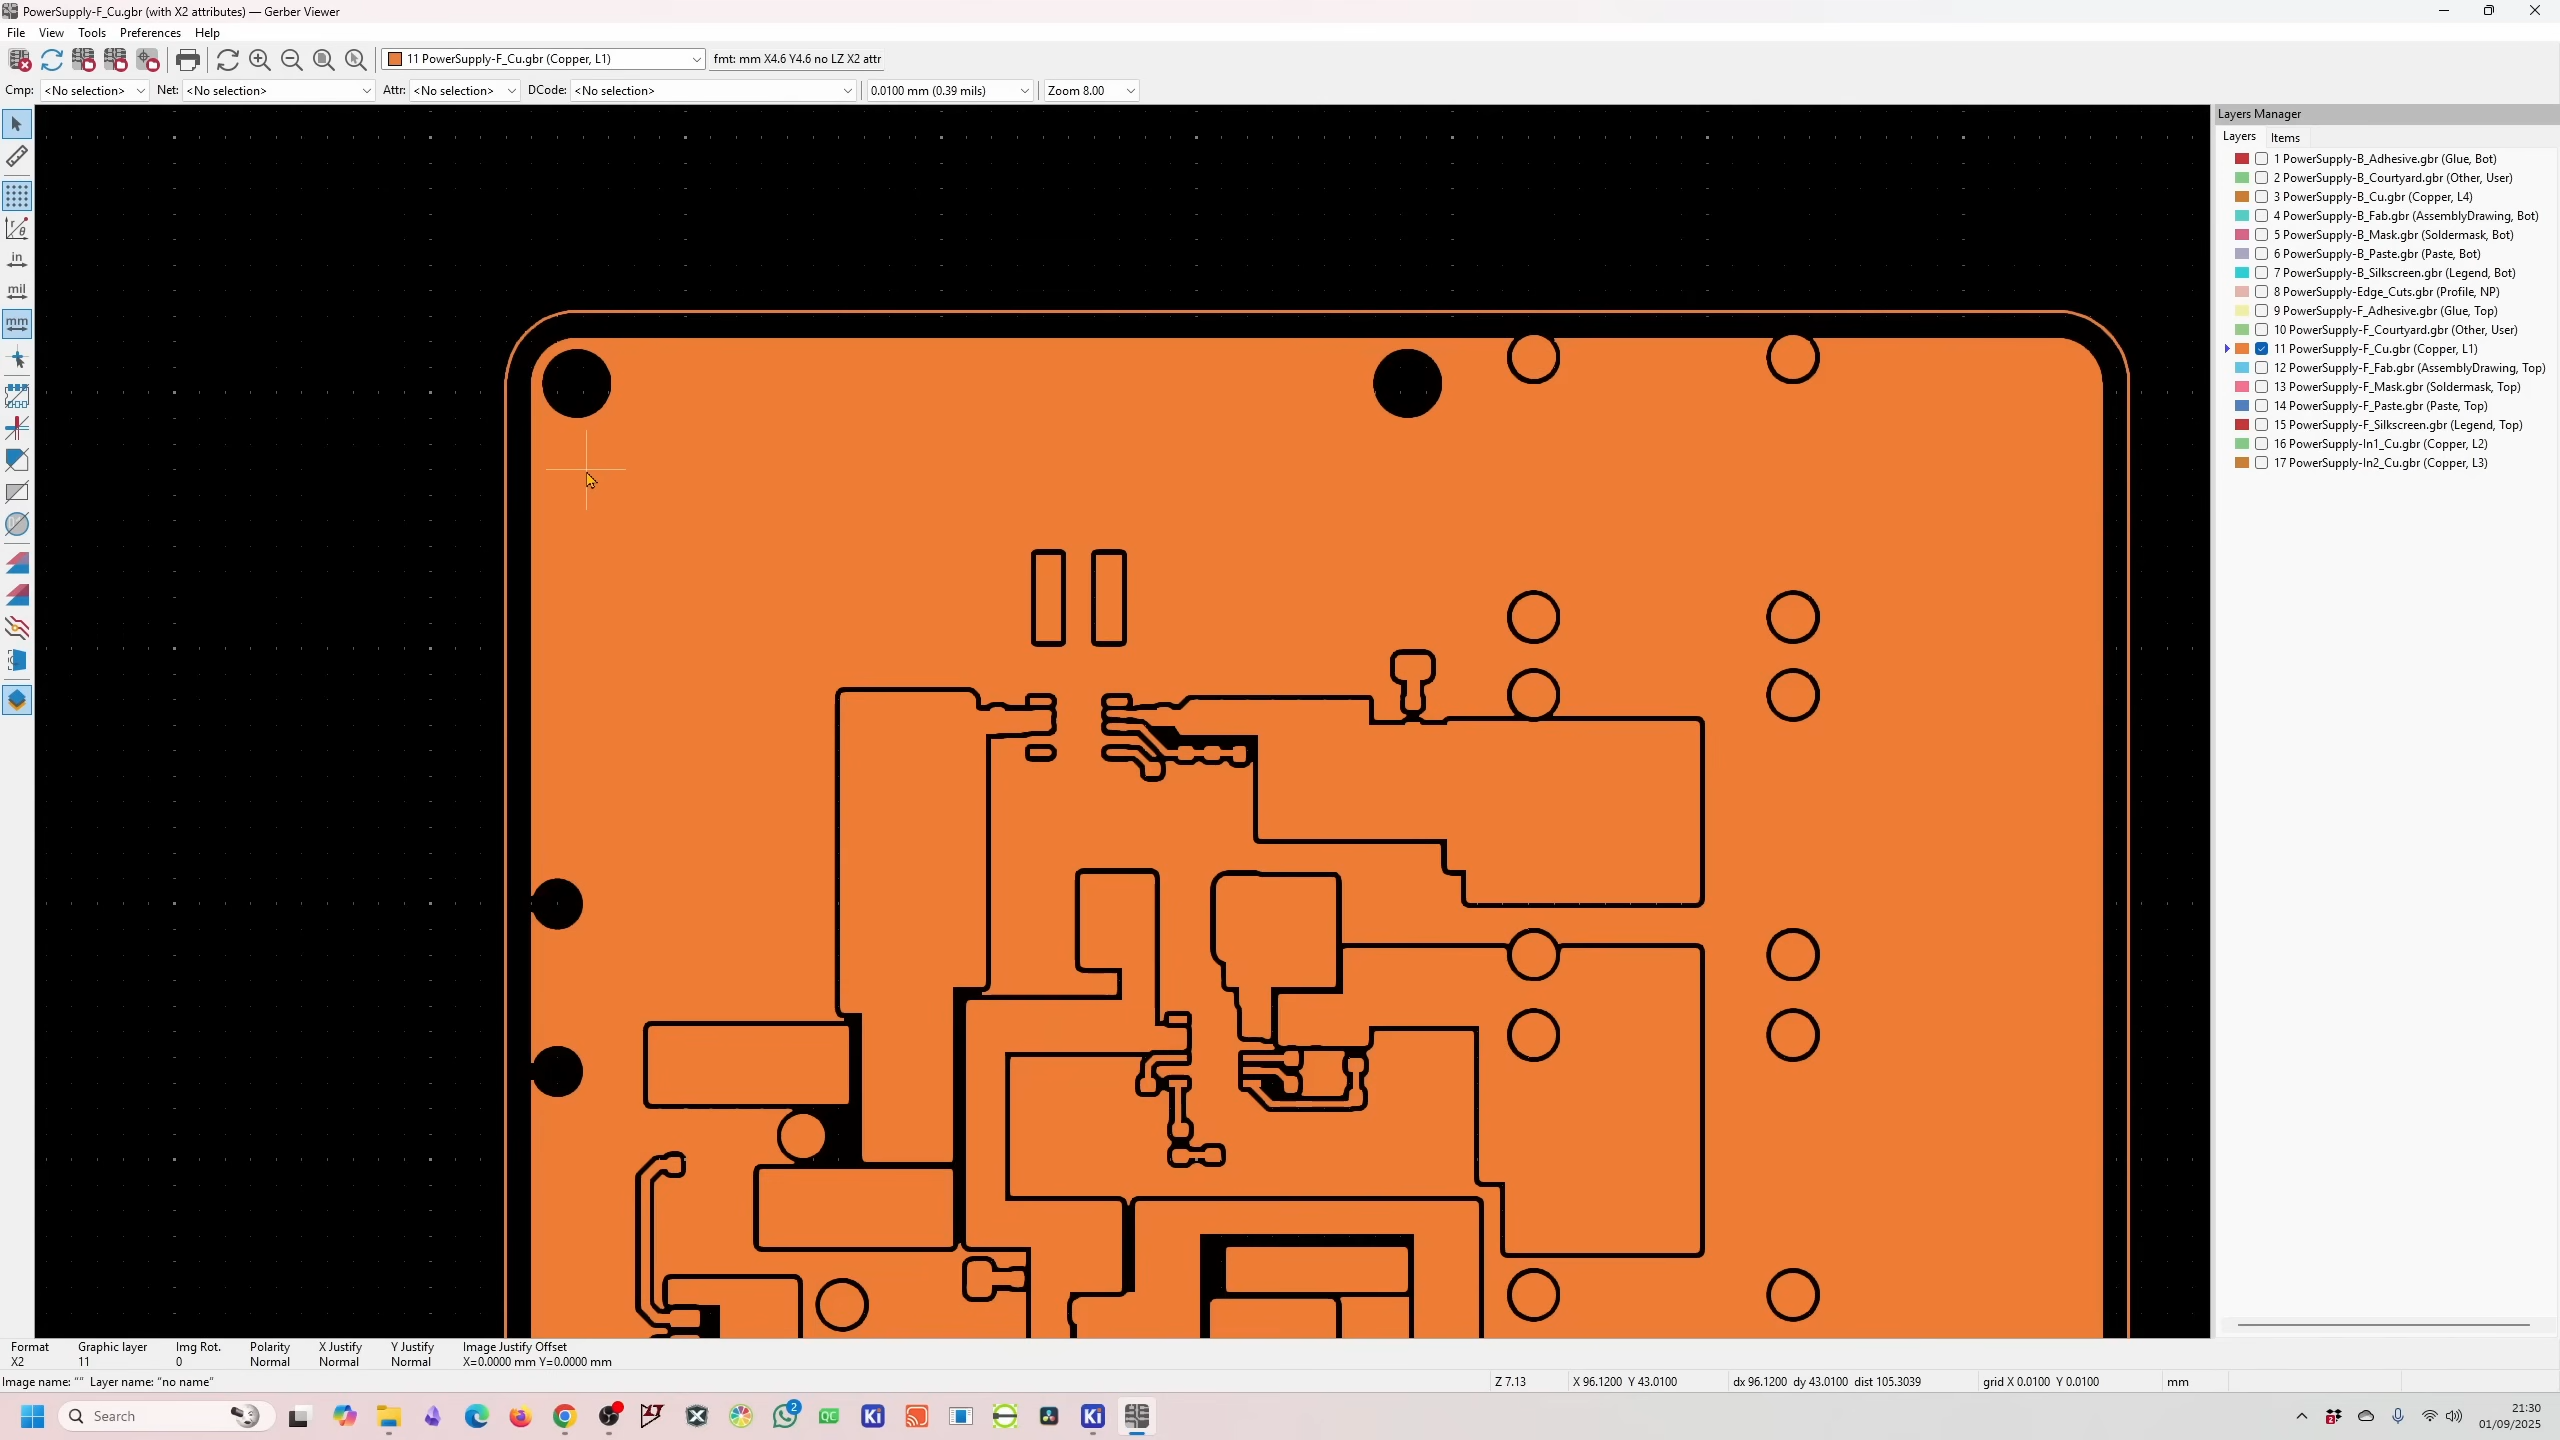 PowerSupply-F_Cu.gbr (with X2 attributes) — Gerber Viewer
File View Tools Preferences Help
11 PowerSupply-F_Cu.gbr (Copper, L1) fmt: mm X4.6 Y4.6 no LZ X2 attr
Cmp: <No selection> Net: <No selection> Attr: <No selection> DCode: <No selection> 0.0100 mm (0.39 mils) Zoom 8.00
in
mil
mm
Layers Manager
Layers Items
1 PowerSupply-B_Adhesive.gbr (Glue, Bot)
2 PowerSupply-B_Courtyard.gbr (Other, User)
3 PowerSupply-B_Cu.gbr (Copper, L4)
4 PowerSupply-B_Fab.gbr (AssemblyDrawing, Bot)
5 PowerSupply-B_Mask.gbr (Soldermask, Bot)
6 PowerSupply-B_Paste.gbr (Paste, Bot)
7 PowerSupply-B_Silkscreen.gbr (Legend, Bot)
8 PowerSupply-Edge_Cuts.gbr (Profile, NP)
9 PowerSupply-F_Adhesive.gbr (Glue, Top)
10 PowerSupply-F_Courtyard.gbr (Other, User)
11 PowerSupply-F_Cu.gbr (Copper, L1)
12 PowerSupply-F_Fab.gbr (AssemblyDrawing, Top)
13 PowerSupply-F_Mask.gbr (Soldermask, Top)
14 PowerSupply-F_Paste.gbr (Paste, Top)
15 PowerSupply-F_Silkscreen.gbr (Legend, Top)
16 PowerSupply-In1_Cu.gbr (Copper, L2)
17 PowerSupply-In2_Cu.gbr (Copper, L3)
Format Graphic layer Img Rot. Polarity X Justify Y Justify Image Justify Offset
X2 11 0 Normal Normal Normal X=0.0000 mm Y=0.0000 mm
Image name: "" Layer name: "no name" Z 7.13 X 96.1200 Y 43.0100 dx 96.1200 dy 43.0100 dist 105.3039 grid X 0.0100 Y 0.0100 mm
Search 2 QC Ki Ki 2 21:30
01/09/2025